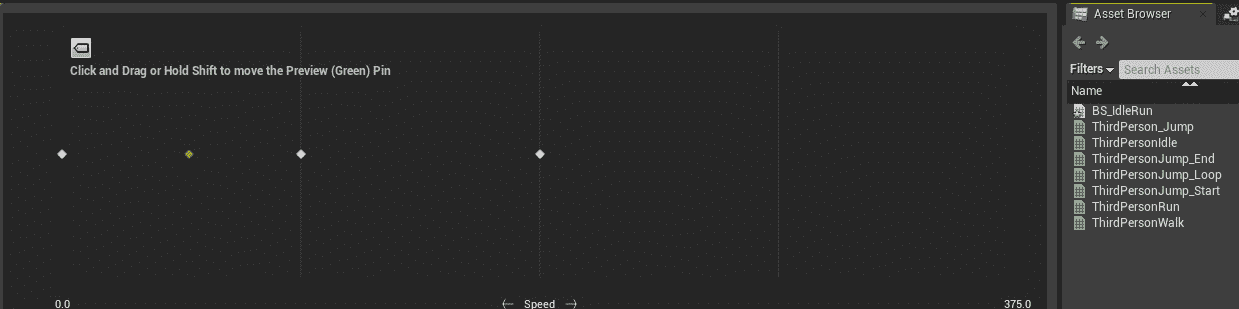 Asset Browser
Click and Drag or Hold Shift to move the Preview (Green) Pin
Filters
Search Assets
Name
BS_IdleRun
ThirdPerson_Jump
ThirdPersonIdle
ThirdPersonJump_End
ThirdPersonJump_Loop
ThirdPersonJump_Start
ThirdPersonRun
ThirdPersonWalk
0.0
Speed
375.0